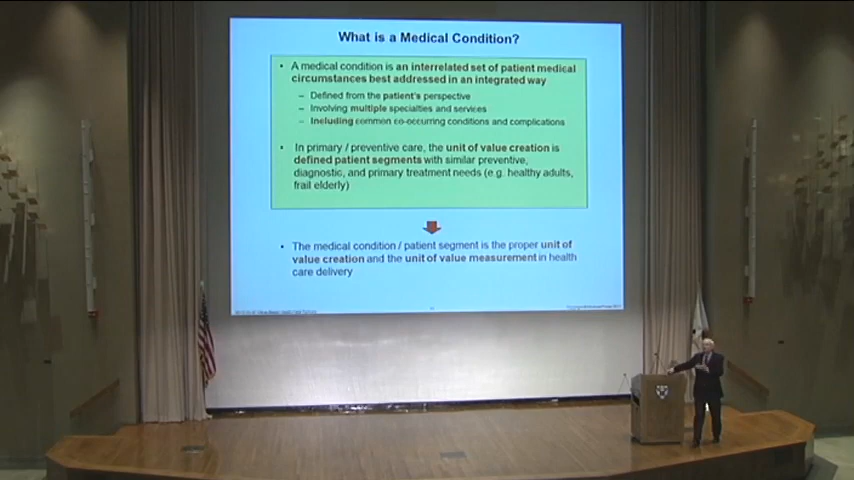 What is a Medical Condition?
• A medical condition is an interrelated set of patient medical
circumstances best addressed in an integrated way
– Defined from the patient's perspective
– Involving multiple specialties and services
– Including common co-occurring conditions and complications
• In primary / preventive care, the unit of value creation is
defined patient segments with similar preventive,
diagnostic, and primary treatment needs (e.g. healthy adults,
frail elderly)
• The medical condition / patient segment is the proper unit of
value creation and the unit of value measurement in health
care delivery